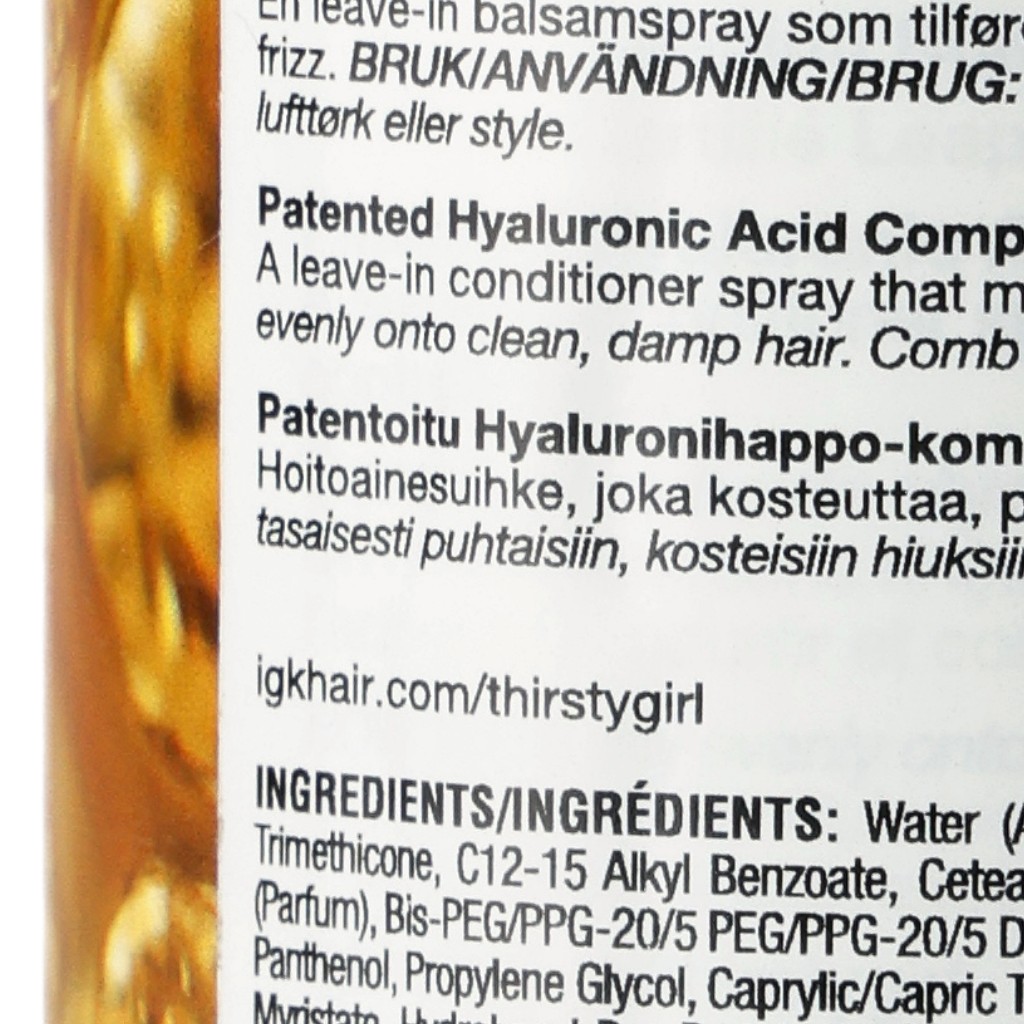 En leave-in balsamspray som
frizz. BRUK/ANVÄNDNING/BRUG:
lufttørk eller style.
Patented Hyaluronic Acid
A leave-in conditioner spray that
evenly onto clean, damp hair. Comb
Patentoitu Hyaluronihappo-
Hoitoainesuihke, joka kosteuttaa,
tasaisesti puhtaisiin, kosteisiin
igkhair.com/thirstygirl
INGREDIENTS/INGRÉDIENTS: Water
Trimethicone, C12-15 Alkyl Benzoate,
(Parfum), Bis-PEG/PPG-20/5 PEG/PPG-20/5
Panthenol, Propylene Glycol, Caprylic/Capric